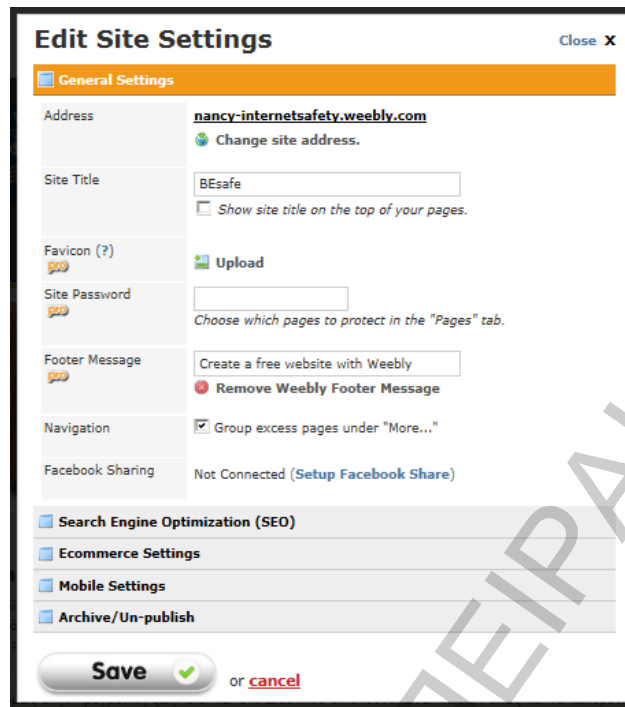 Edit Site Settings
Close X
General Settings
Address
nancy-internetsafety.weebly.com
Change site address.
Site Title
BEsafe
Show site title on the top of your pages.
Favicon (?)
pro
Upload
Site Password
pro
Choose which pages to protect in the "Pages" tab.
Footer Message
pro
Create a free website with Weebly
Remove Weebly Footer Message
Navigation
Group excess pages under "More..."
Facebook Sharing
Not Connected (Setup Facebook Share)
Search Engine Optimization (SEO)
Ecommerce Settings
Mobile Settings
Archive/Un-publish
Save
or cancel